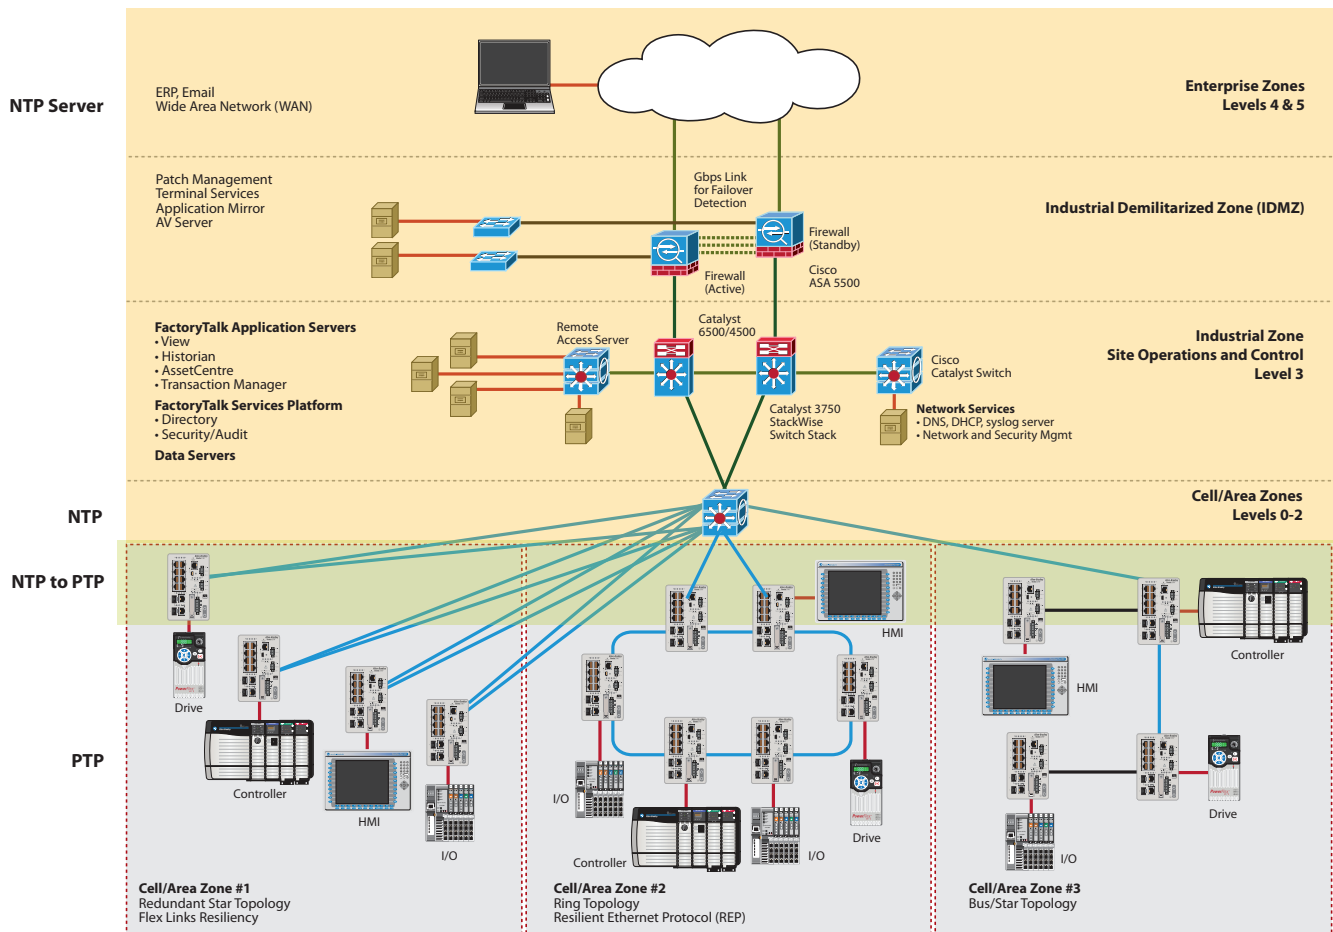 NTP Server
ERP, Email
Wide Area Network (WAN)
Enterprise Zones
Levels 4 & 5
Patch Management
Terminal Services
Application Mirror
AV Server
Gbps Link
for Failover
Detection
Firewall
(Standby)
Firewall
(Active)
Cisco
ASA 5500
Industrial Demilitarized Zone (IDMZ)
FactoryTalk Application Servers
• View
• Historian
• AssetCentre
• Transaction Manager
FactoryTalk Services Platform
• Directory
• Security/Audit
Data Servers
Remote
Access Server
Catalyst
6500/4500
Catalyst 3750
StackWise
Switch Stack
Cisco
Catalyst Switch
Network Services
• DNS, DHCP, syslog server
• Network and Security Mgmt
Industrial Zone
Site Operations and Control
Level 3
NTP
Cell/Area Zones
Levels 0-2
NTP to PTP
PTP
Drive
Controller
HMI
I/O
Cell/Area Zone #1
Redundant Star Topology
Flex Links Resiliency
HMI
I/O
Controller
I/O
Drive
Cell/Area Zone #2
Ring Topology
Resilient Ethernet Protocol (REP)
Controller
HMI
Drive
I/O
Cell/Area Zone #3
Bus/Star Topology